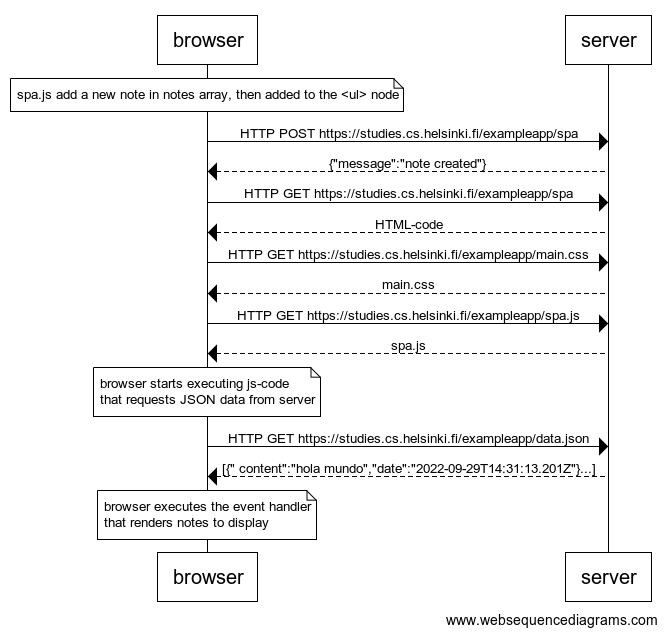 browser
server
spa.js add a new note in notes array, then added to the <ul> node
HTTP POST https://studies.cs.helsinki.fi/exampleapp/spa
{"message":"note created"}
HTTP GET https://studies.cs.helsinki.fi/exampleapp/spa
HTML-code
HTTP GET https://studies.cs.helsinki.fi/exampleapp/main.css
main.css
HTTP GET https://studies.cs.helsinki.fi/exampleapp/spa.js
spa.js
browser starts executing js-code
that requests JSON data from server
HTTP GET https://studies.cs.helsinki.fi/exampleapp/data.json
[{" content":"hola mundo","date":"2022-09-29T14:31:13.201Z"}...]
browser executes the event handler
that renders notes to display
browser
server
www.websequencediagrams.com